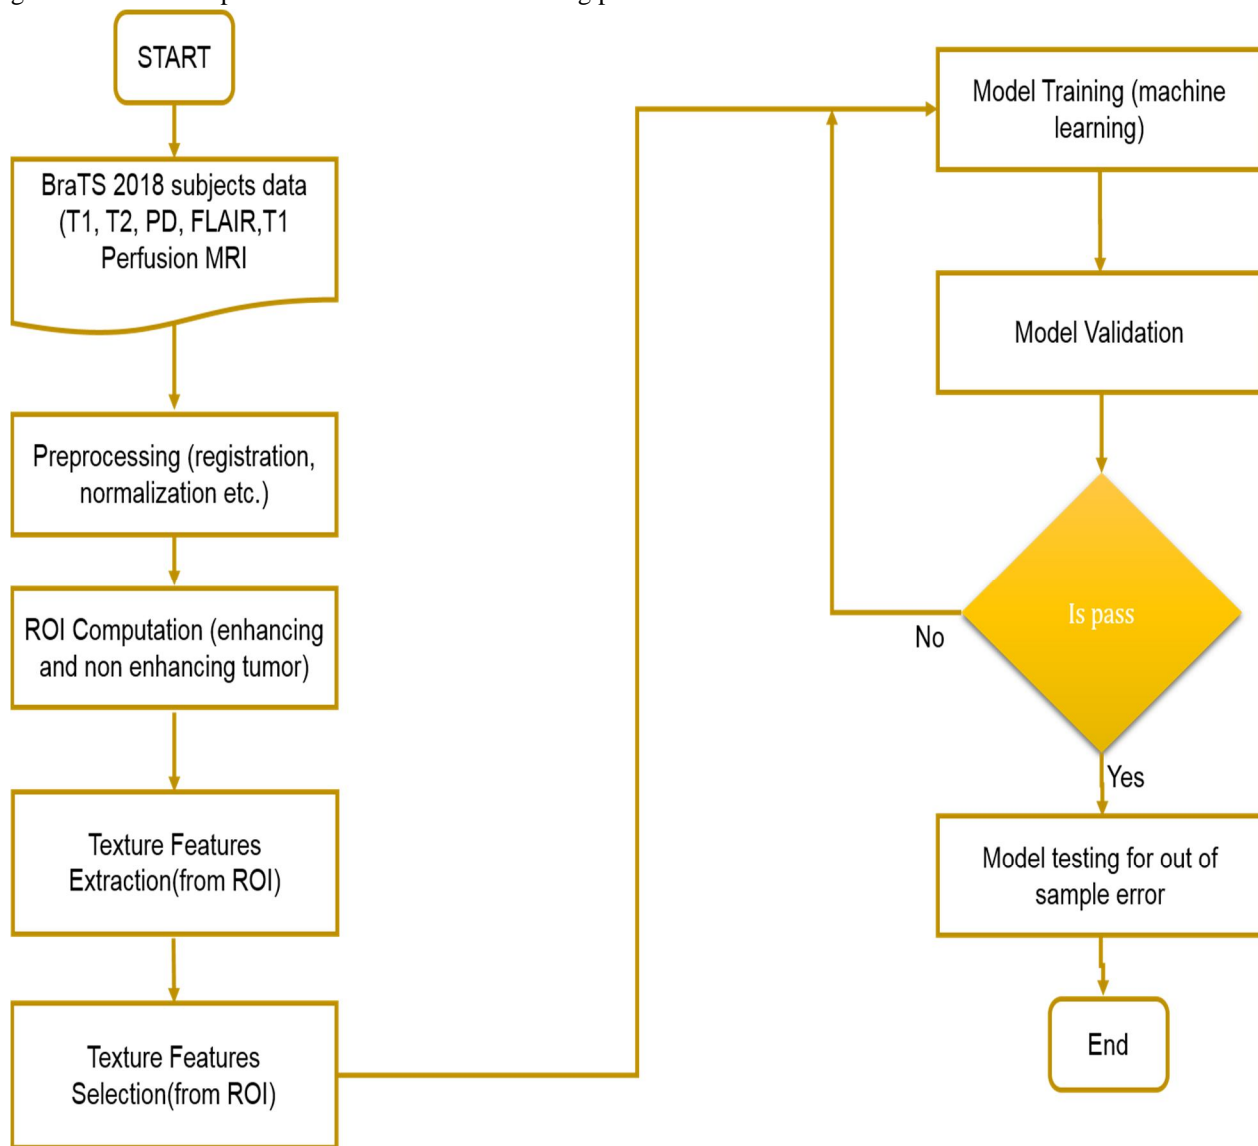 START
BraTS 2018 subjects data
(T1, T2, PD, FLAIR,T1
Perfusion MRI
Preprocessing (registration,
normalization etc.)
ROI Computation (enhancing
and non enhancing tumor)
Texture Features
Extraction(from ROI)
Texture Features
Selection(from ROI)
Model Training (machine
learning)
Model Validation
Is pass
No
Yes
Model testing for out of
sample error
End